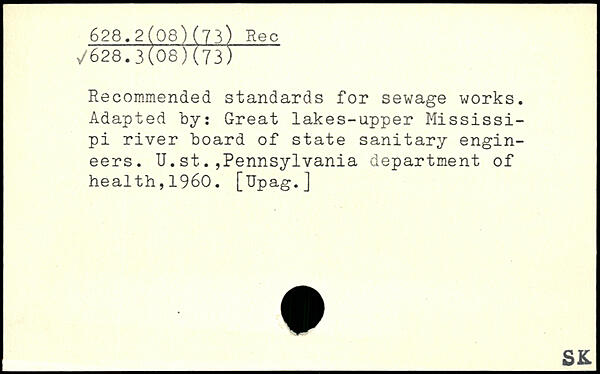 628.2(08)(73) Rec
✓628.3(08)(73)
Recommended standards for sewage works.
Adapted by: Great lakes-upper Mississi-
pi river board of state sanitary engin-
eers. U.st.,Pennsylvania department of
health,1960. [Upag.]
SK